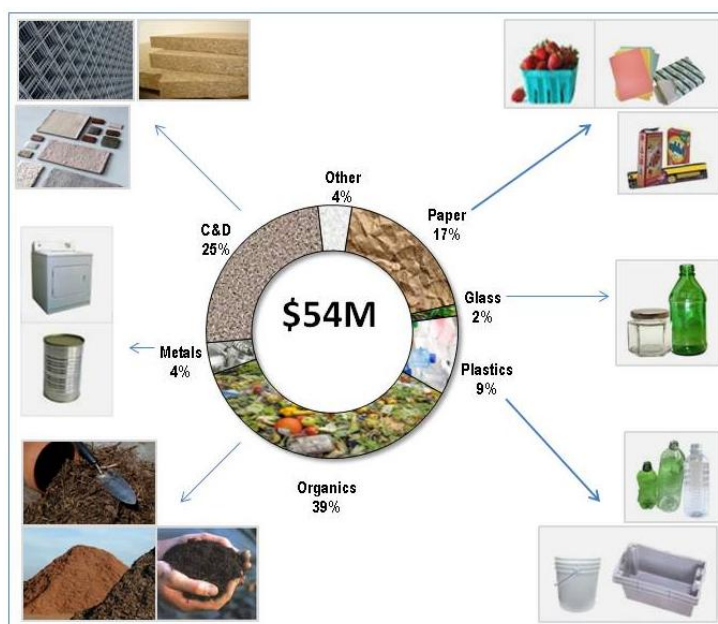 Other
4%
Paper
17%
C&D
25%
$54M
Glass
2%
Metals
4%
Plastics
9%
Organics
39%